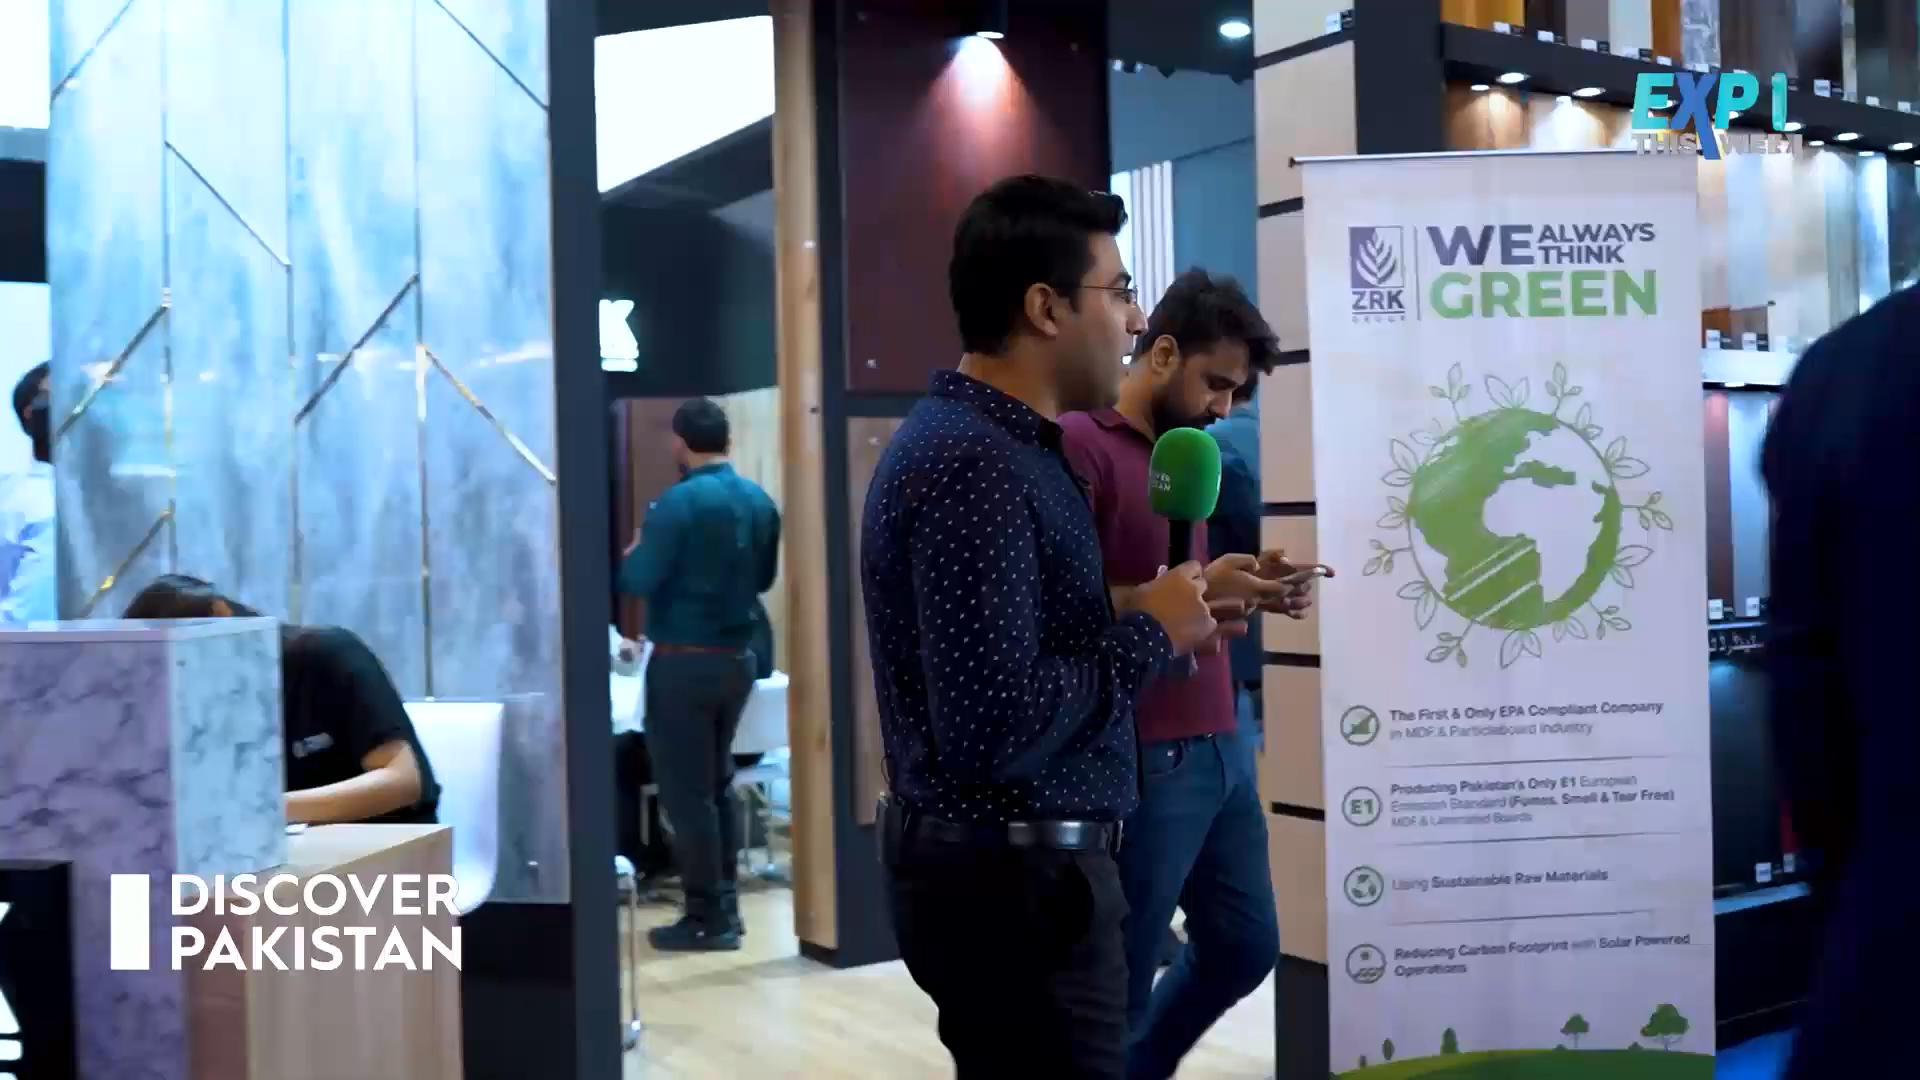 EXP
THIS WEEK
ZRK
GROUP
WE ALWAYS
THINK
GREEN
The First & Only EPA Compliant Company
in MDF & Particleboard Industry
E1
Producing Pakistan's Only E1 European
Emission Standard (Fumes, Smell & Tear Free)
MDF & Laminated Boards
Using Sustainable Raw Materials
Reducing Carbon Footprint with Solar Powered
Operations
K
DISCOVER
PAKISTAN